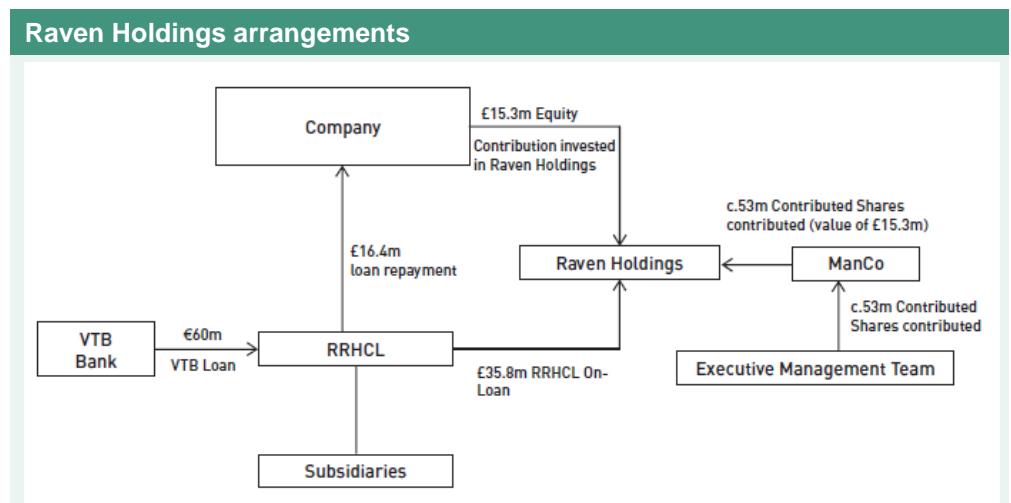 Raven Holdings arrangements
Company
£15.3m Equity
Contribution invested
in Raven Holdings
c.53m Contributed Shares
contributed (value of £15.3m)
£16.4m
loan repayment
Raven Holdings
ManCo
c.53m Contributed
Shares contributed
VTB
Bank
€60m
VTB Loan
RRHCL
£35.8m RRHCL On-
Loan
Executive Management Team
Subsidiaries